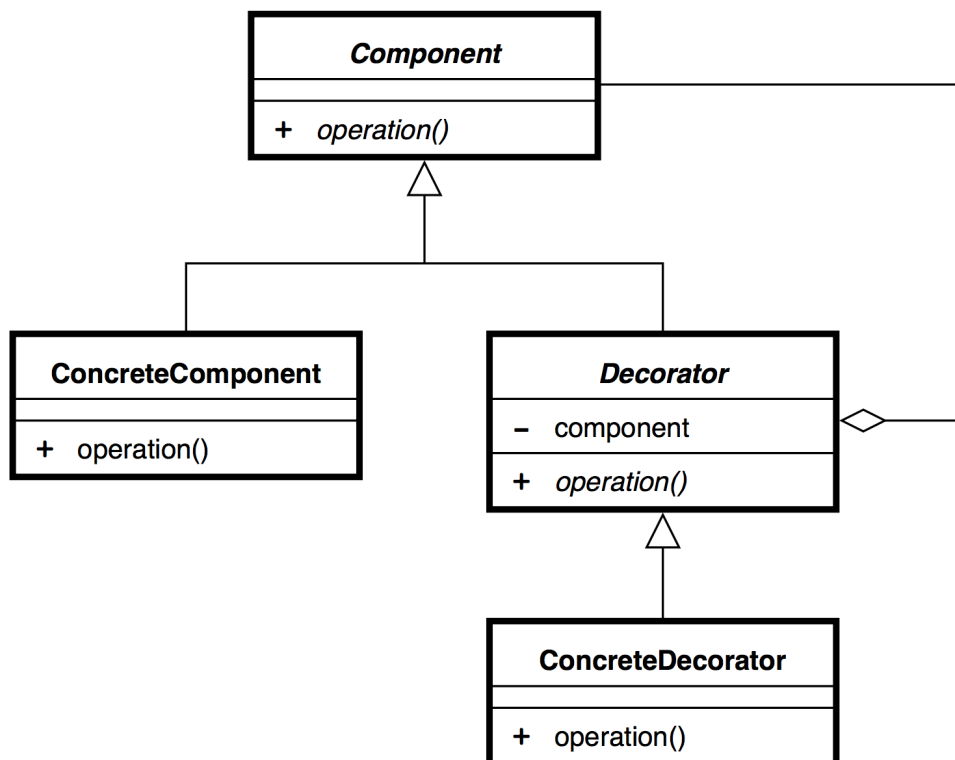 Component
+ operation()
ConcreteComponent
+ operation()
Decorator
- component
+ operation()
ConcreteDecorator
+ operation()